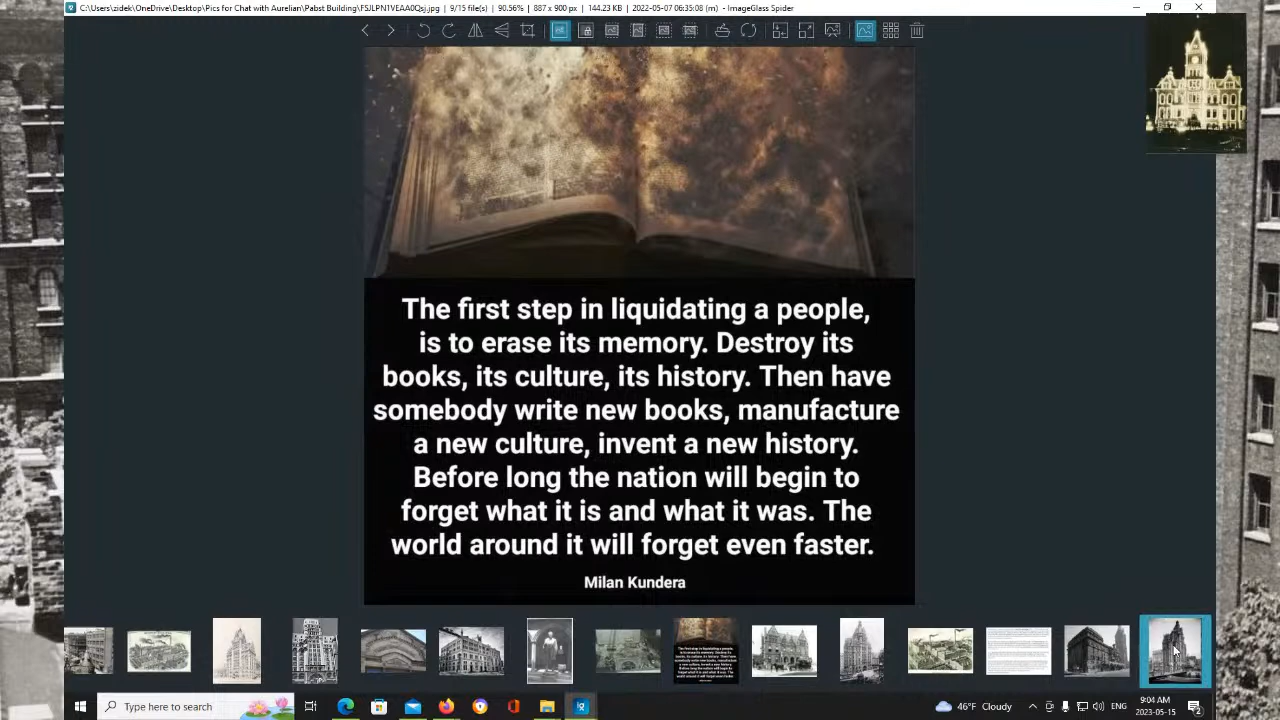 C:\Users\zidek\OneDrive\Desktop\Pics for Chat with Aurelian\Pabst Building\FSJLPN1VEAA0Qsj.jpg | 9/15 file(s) | 90.56% | 887 x 900 px | 144.23 KB | 2022-05-07 06:35:08 (m) - ImageGlass Spider
The first step in liquidating a people,
is to erase its memory. Destroy its
books, its culture, its history. Then have
somebody write new books, manufacture
a new culture, invent a new history.
Before long the nation will begin to
forget what it is and what it was. The
world around it will forget even faster.
Milan Kundera
Type here to search
46°F Cloudy
ENG
9:04 AM
2023-05-15